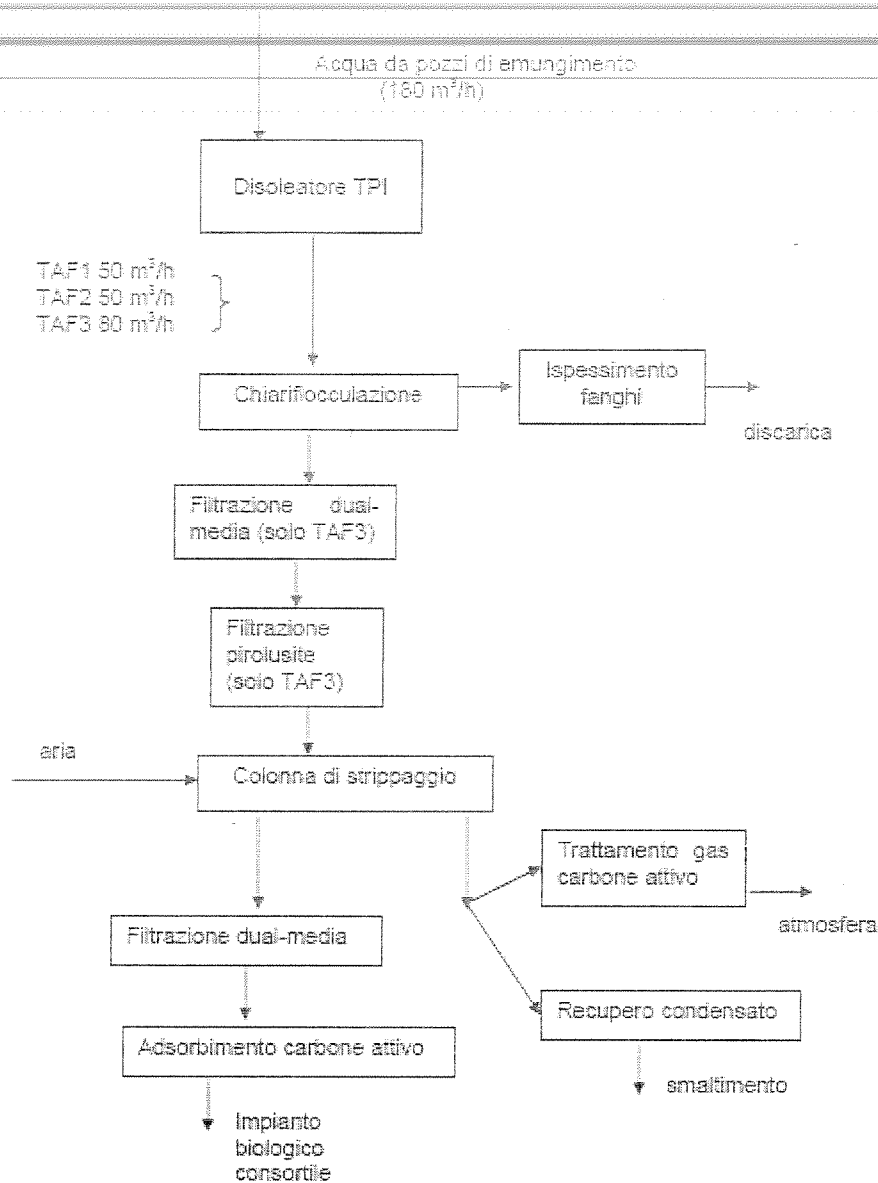 Acqua da pozzi di emungimento
(180 m³/h)
Disoleatore TPI
TAF1 50 m³/h
TAF2 50 m³/h
TAF3 80 m³/h
Chiariflocculazione
Ispessimento
fanghi
discarica
Filtrazione dual-
media (solo TAF3)
Filtrazione
pirolusite
(solo TAF3)
aria
Colonna di strippaggio
Trattamento gas
carbone attivo
atmosfera
Filtrazione dual-media
Recupero condensato
Adsorbimento carbone attivo
smaltimento
Impianto
biologico
consortile